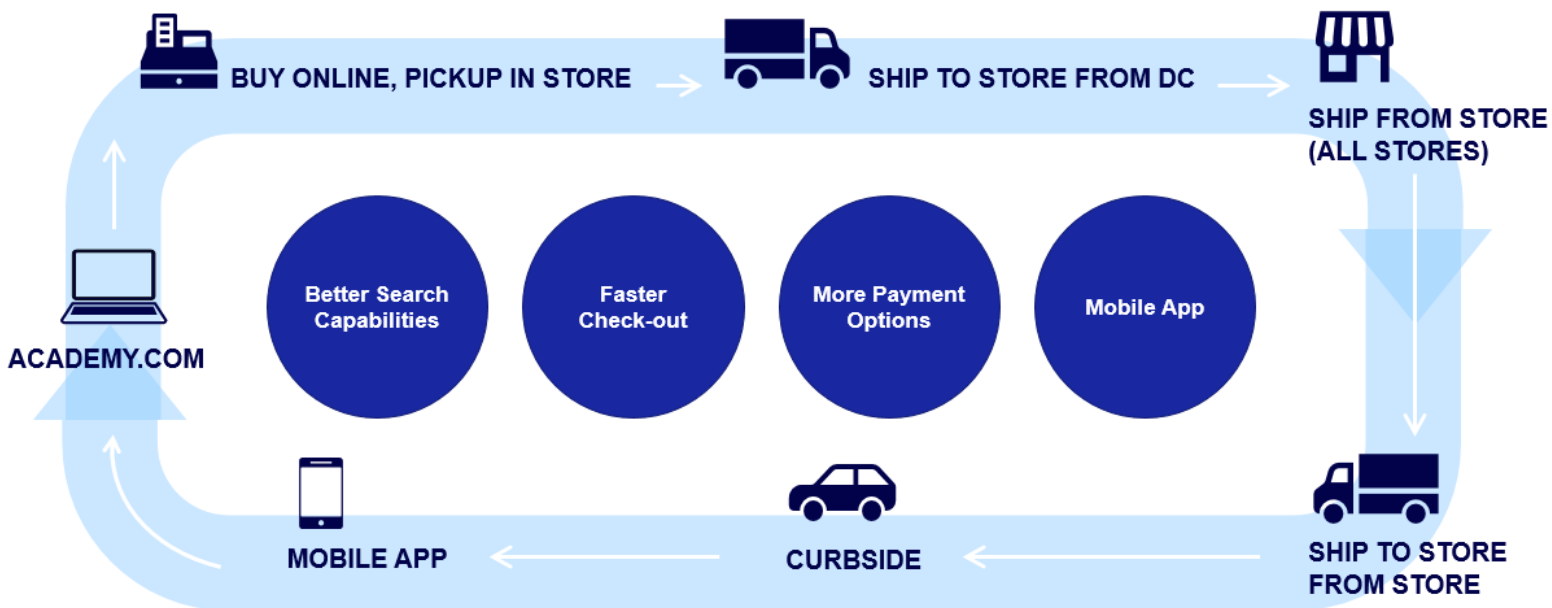 BUY ONLINE, PICKUP IN STORE
SHIP TO STORE FROM DC
SHIP FROM STORE
(ALL STORES)
Better Search
Capabilities
Faster
Check-out
More Payment
Options
Mobile App
ACADEMY.COM
MOBILE APP
CURBSIDE
SHIP TO STORE
FROM STORE